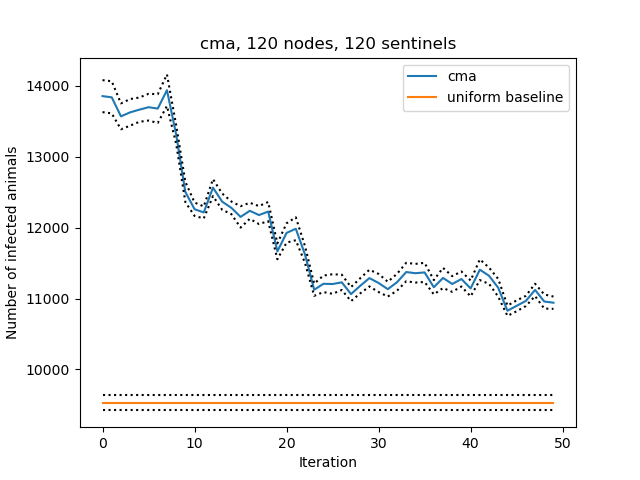 cma, 120 nodes, 120 sentinels
cma
uniform baseline
14000
13000
12000
11000
10000
Number of infected animals
0 10 20 30 40 50
Iteration